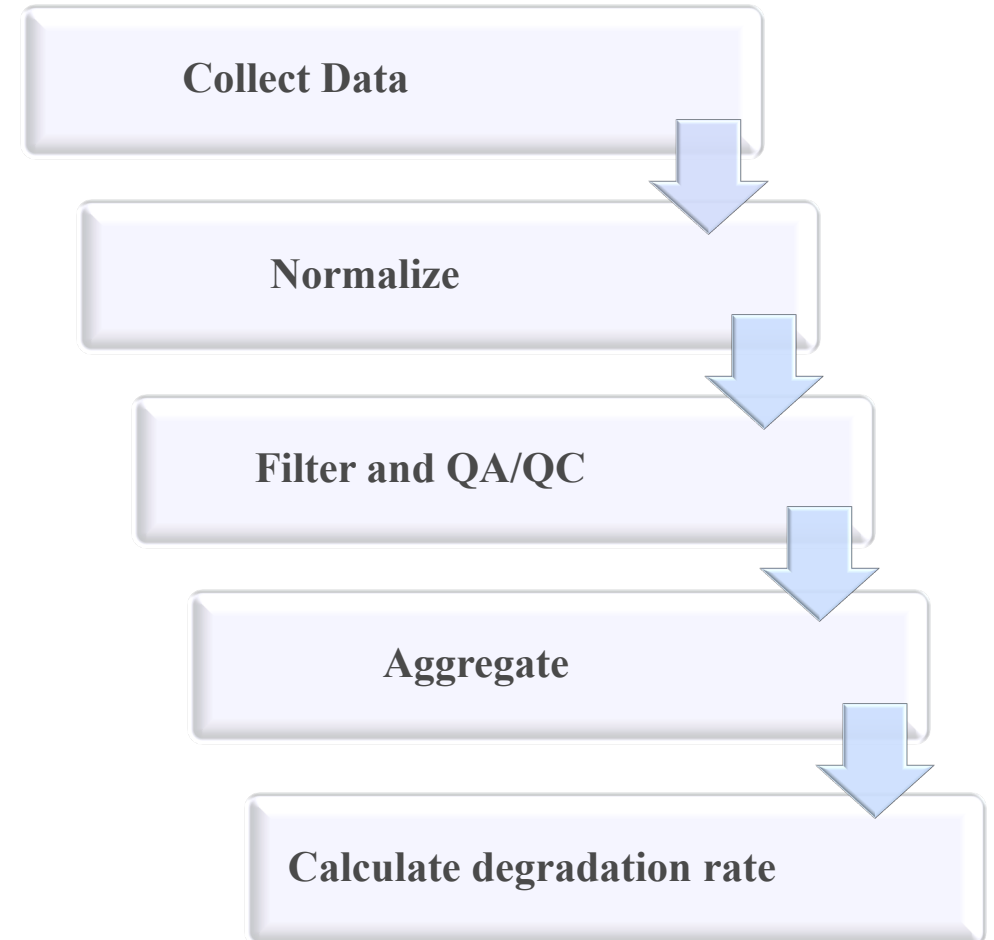 Collect Data
Normalize
Filter and QA/QC
Aggregate
Calculate degradation rate